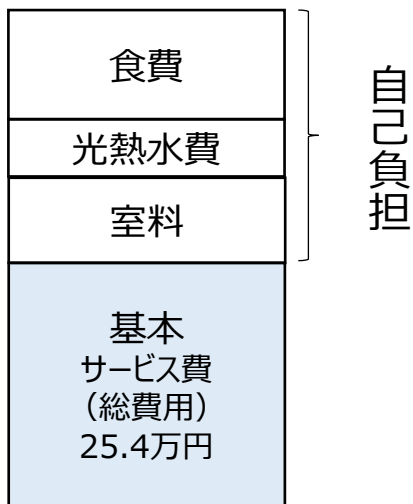 食費
光熱水費
室料
自己負担
基本
サービス費
（総費用）
25.4万円